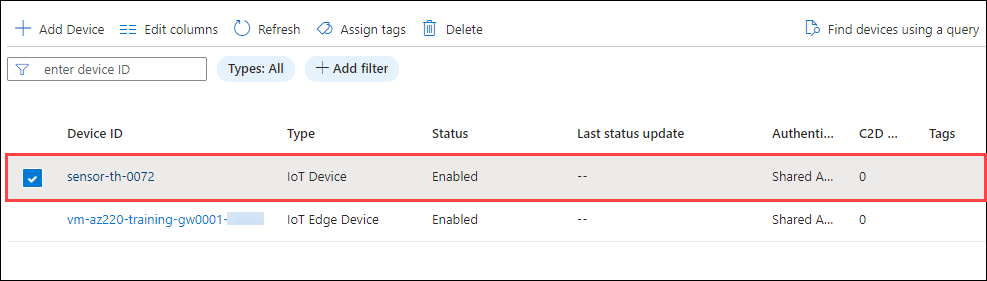 Add Device Edit columns Refresh Assign tags Delete Find devices using a query
enter device ID Types: All Add filter
Device ID Type Status Last status update Authenti... C2D ... Tags
sensor-th-0072 IoT Device Enabled -- Shared A... 0
vm-az220-training-gw0001- IoT Edge Device Enabled -- Shared A... 0